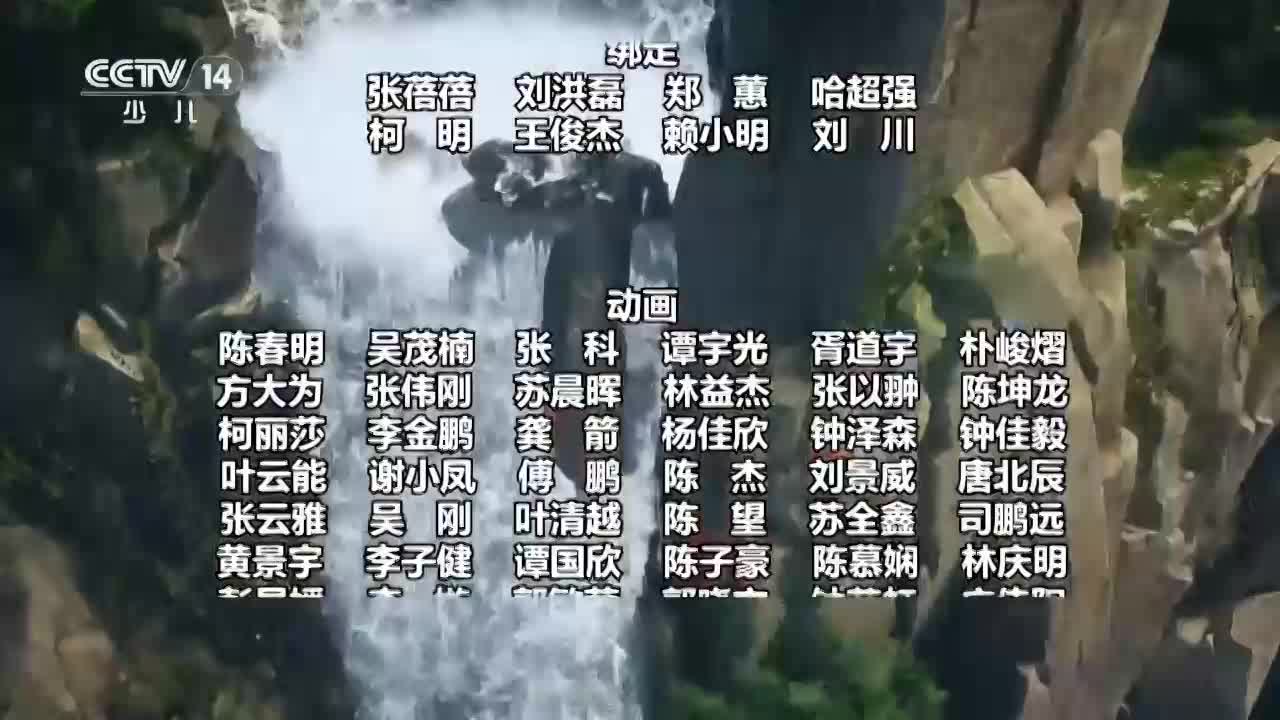 CCTV 14
少儿
绑定
张蓓蓓 刘洪磊 郑 蕙 哈超强
柯 明 王俊杰 赖小明 刘 川
动画
陈春明 吴茂楠 张 科 谭宇光 胥道宇 朴峻熠
方大为 张伟刚 苏晨晖 林益杰 张以翀 陈坤龙
柯丽莎 李金鹏 龚 箭 杨佳欣 钟泽森 钟佳毅
叶云能 谢小凤 傅 鹏 陈 杰 刘景威 唐北辰
张云雅 吴 刚 叶清越 陈 望 苏全鑫 司鹏远
黄景宇 李子健 谭国欣 陈子豪 陈慕娴 林庆明